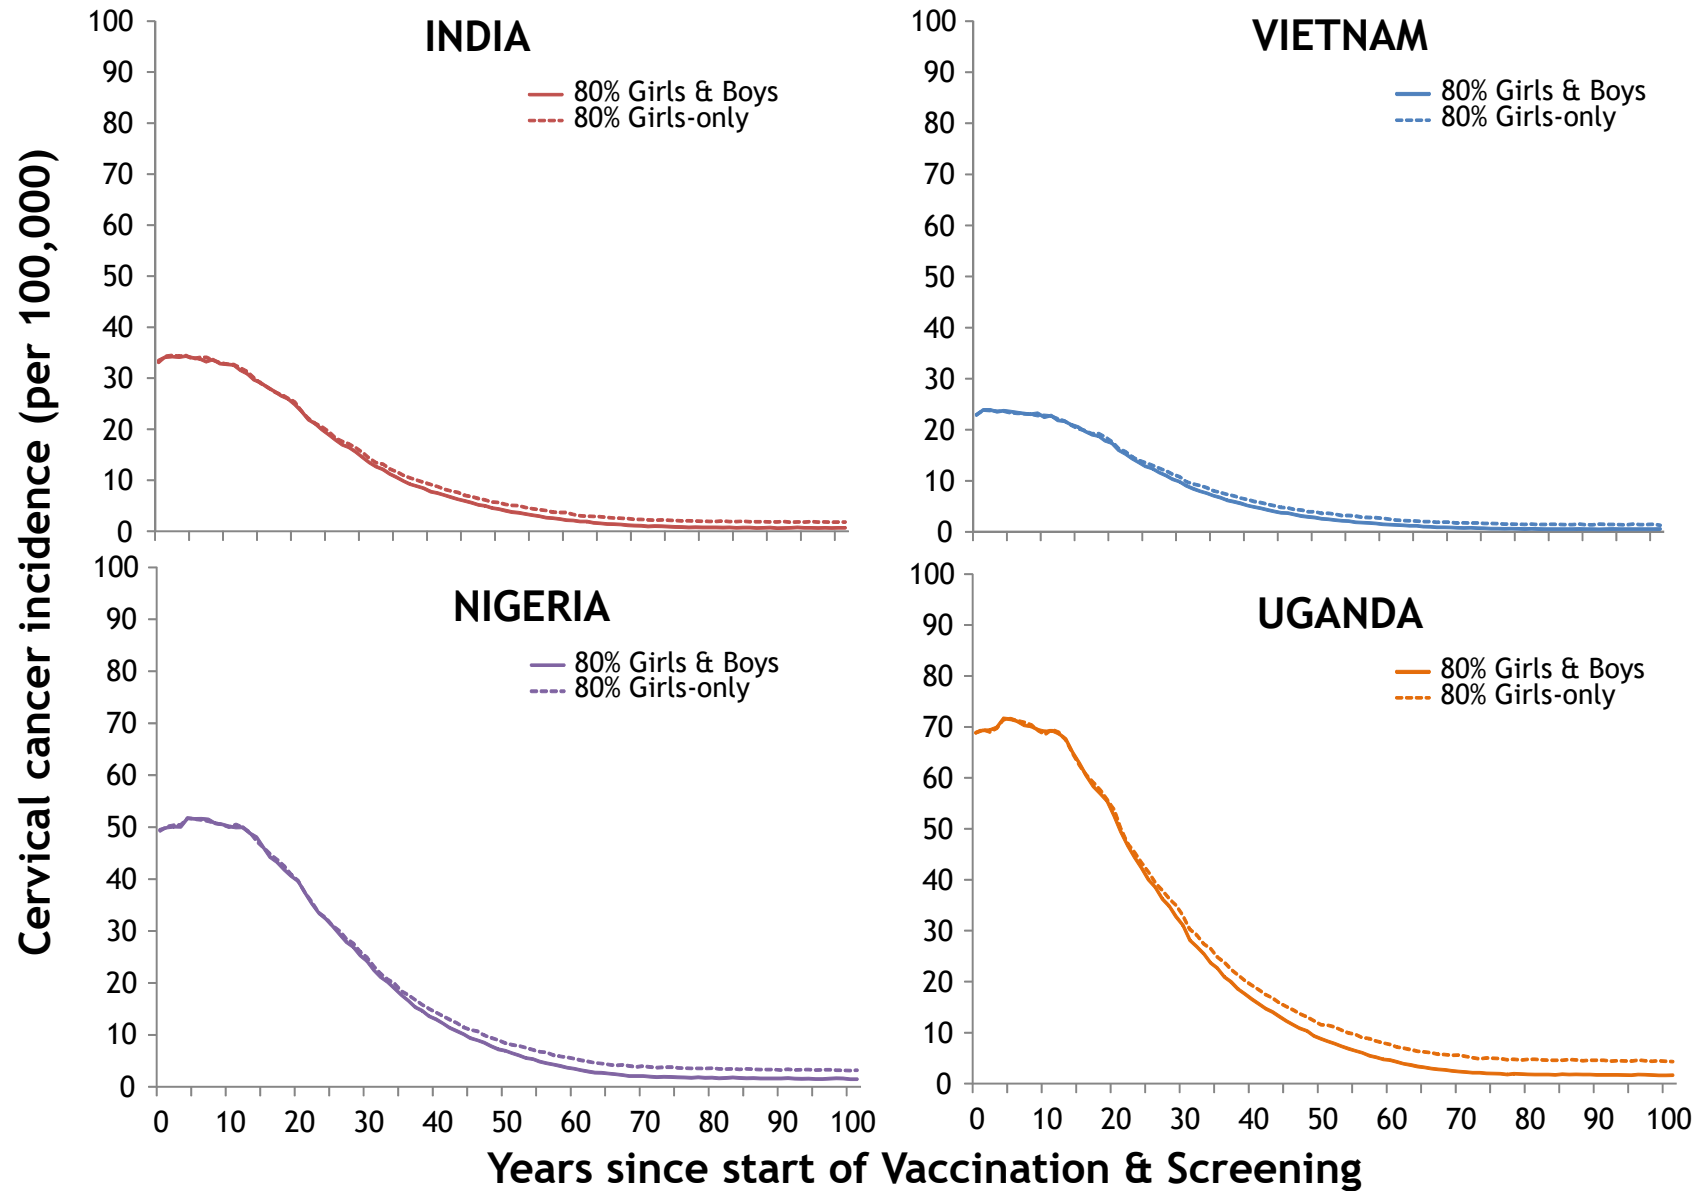 Cervical cancer incidence (per 100,000)
INDIA
80% Girls & Boys
80% Girls-only
100
90
80
70
60
50
40
30
20
10
0
VIETNAM
80% Girls & Boys
80% Girls-only
100
90
80
70
60
50
40
30
20
10
0
NIGERIA
80% Girls & Boys
80% Girls-only
100
90
80
70
60
50
40
30
20
10
0
0 10 20 30 40 50 60 70 80 90 100
UGANDA
80% Girls & Boys
80% Girls-only
100
90
80
70
60
50
40
30
20
10
0
0 10 20 30 40 50 60 70 80 90 100
Years since start of Vaccination & Screening